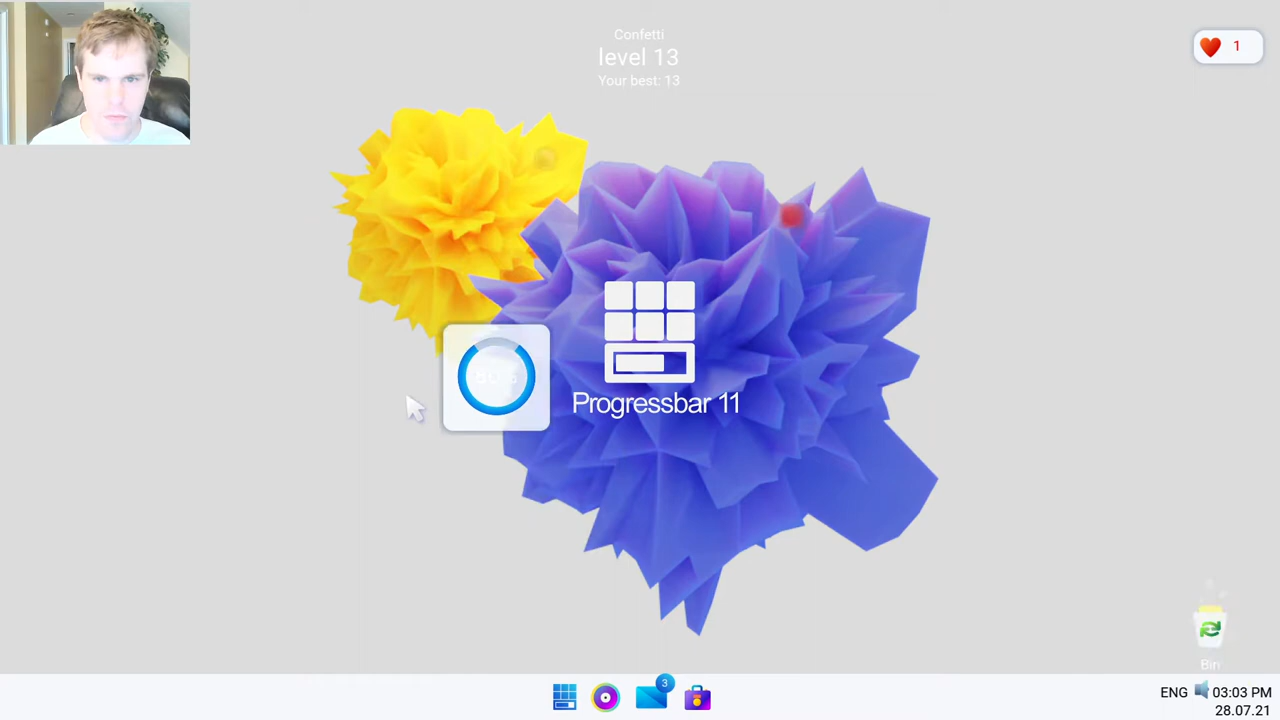 Confetti
level 13
Your best: 13
1
Progressbar 11
Bin
3
ENG 03:03 PM
28.07.21